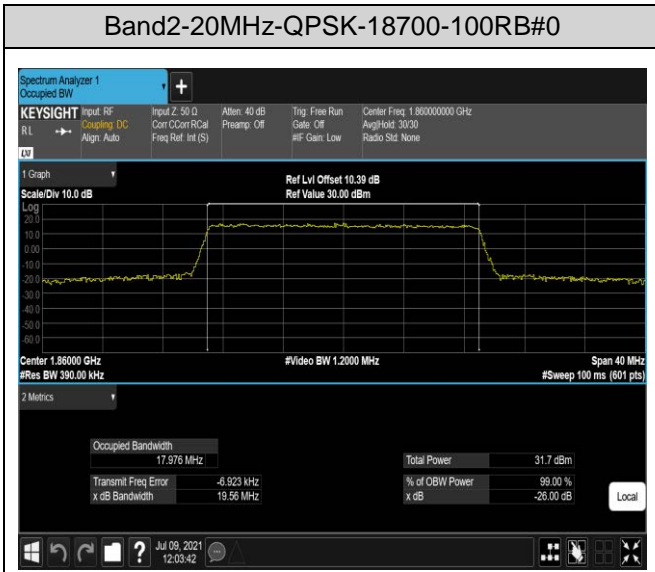 Band2-20MHz-QPSK-18700-100RB#0
Spectrum Analyzer 1
Occupied BW
+
KEYSIGHT Input: RF Input Z: 50 Ω Atten: 40 dB Trig: Free Run Center Freq: 1.860000000 GHz
RL Coupling: DC Corr CCorr RCal Preamp: Off Gate: Off Avg|Hold: 30/30
Align: Auto Freq Ref: Int (S) #IF Gain: Low Radio Std: None
LXI
1 Graph Ref Lvl Offset 10.39 dB
Scale/Div 10.0 dB Ref Value 30.00 dBm
Log
20.0
10.0
0.00
-10.0
-20.0
-30.0
-40.0
-50.0
-60.0
Center 1.86000 GHz #Video BW 1.2000 MHz Span 40 MHz
#Res BW 390.00 kHz #Sweep 100 ms (601 pts)
2 Metrics
Occupied Bandwidth
17.976 MHz Total Power 31.7 dBm
Transmit Freq Error -6.923 kHz % of OBW Power 99.00 %
x dB Bandwidth 19.56 MHz x dB -26.00 dB
Local
? Jul 09, 2021
12:03:42